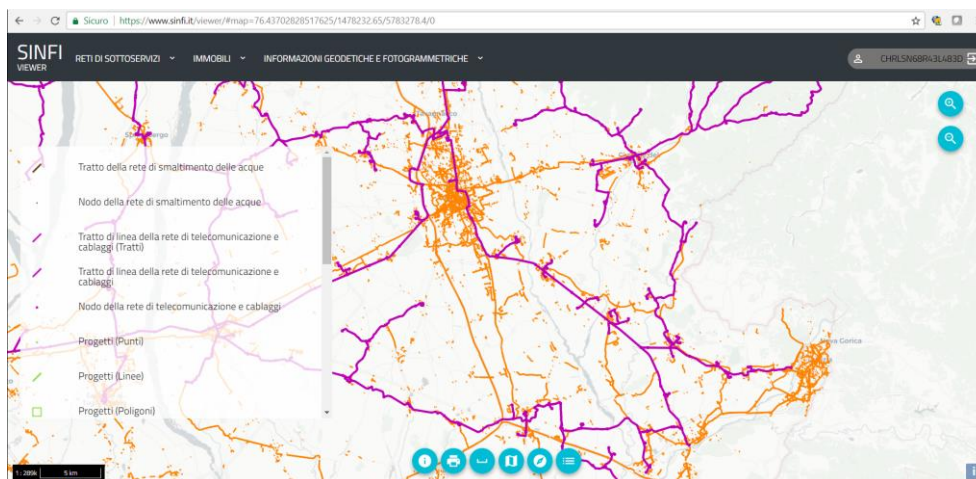 Sicuro | https://www.sinfi.it/viewer/#map=76.43702828517625/1478232.65/5783278.4/0
SINFI
VIEWER
RETI DI SOTTOSERVIZI
IMMOBILI
INFORMAZIONI GEODETICHE E FOTOGRAMMETRICHE
CHRLSN68R43L483D
Tratto della rete di smaltimento delle acque
Nodo della rete di smaltimento delle acque
Tratto di linea della rete di telecomunicazione e
cablaggi (Tratti)
Tratto di linea della rete di telecomunicazione e
cablaggi
Nodo della rete di telecomunicazione e cablaggi
Progetti (Punti)
Progetti (Linee)
Progetti (Poligoni)
Nova Gorica
1 : 289k
5 km